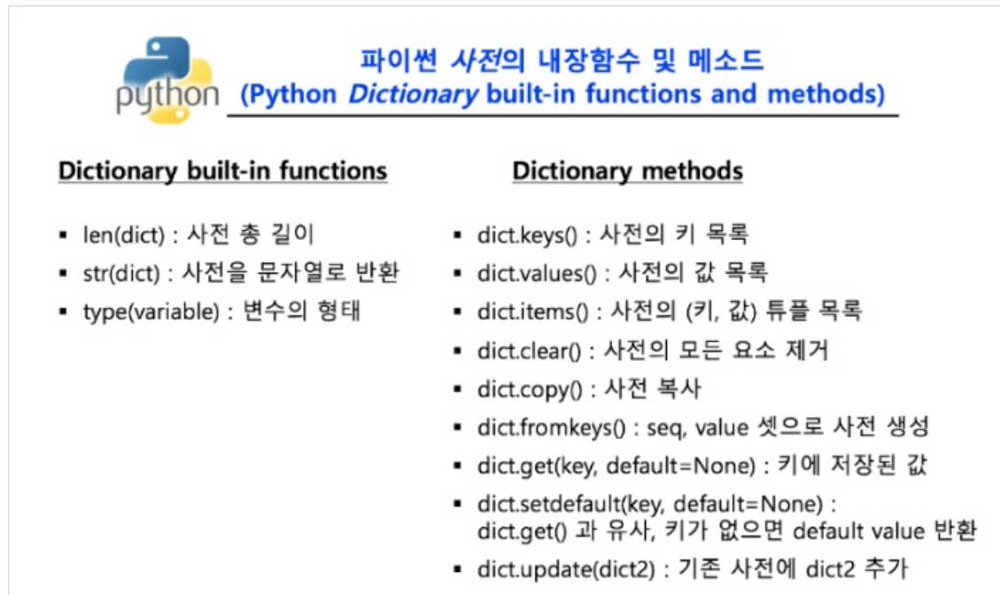 python
파이썬 사전의 내장함수 및 메소드
(Python Dictionary built-in functions and methods)
Dictionary built-in functions
▪ len(dict) : 사전 총 길이
▪ str(dict) : 사전을 문자열로 반환
▪ type(variable) : 변수의 형태
Dictionary methods
▪ dict.keys() : 사전의 키 목록
▪ dict.values() : 사전의 값 목록
▪ dict.items() : 사전의 (키, 값) 튜플 목록
▪ dict.clear() : 사전의 모든 요소 제거
▪ dict.copy() : 사전 복사
▪ dict.fromkeys() : seq, value 셋으로 사전 생성
▪ dict.get(key, default=None) : 키에 저장된 값
▪ dict.setdefault(key, default=None) :
dict.get() 과 유사, 키가 없으면 default value 반환
▪ dict.update(dict2) : 기존 사전에 dict2 추가